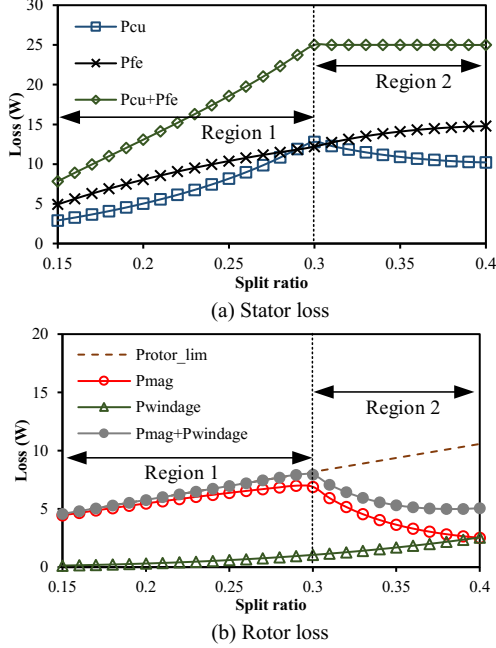 30
25
20
15
10
5
0
Loss (W)
Pcu
Pfe
Pcu+Pfe
Region 1
Region 2
0.15 0.2 0.25 0.3 0.35 0.4
Split ratio
(a) Stator loss
20
15
10
5
0
Loss (W)
Protor_lim
Pmag
Pwindage
Pmag+Pwindage
Region 1
Region 2
0.15 0.2 0.25 0.3 0.35 0.4
Split ratio
(b) Rotor loss